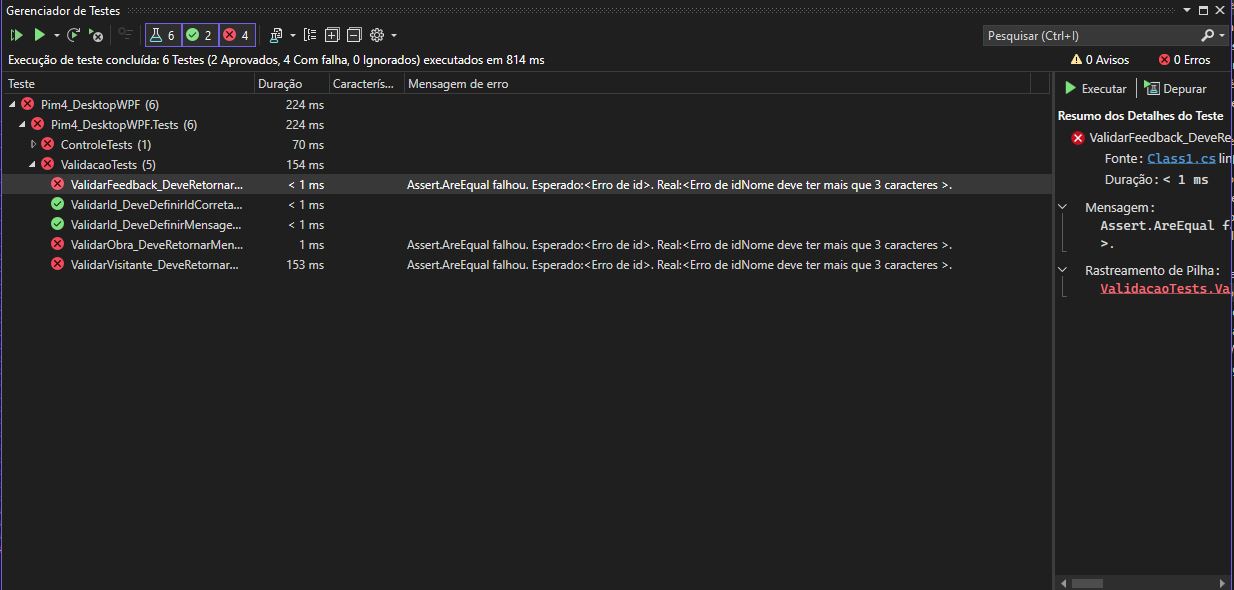 Gerenciador de Testes
6 2 4
Pesquisar (Ctrl+I)
Execução de teste concluída: 6 Testes (2 Aprovados, 4 Com falha, 0 Ignorados) executados em 814 ms
0 Avisos 0 Erros
Teste Duração Caracterís... Mensagem de erro
Executar Depurar
Pim4_DesktopWPF (6) 224 ms
Pim4_DesktopWPF.Tests (6) 224 ms
ControleTests (1) 70 ms
ValidacaoTests (5) 154 ms
ValidarFeedback_DeveRetornar... < 1 ms Assert.AreEqual falhou. Esperado:<Erro de id>. Real:<Erro de idNome deve ter mais que 3 caracteres >.
ValidarId_DeveDefinirIdCorreta... < 1 ms
ValidarId_DeveDefinirMensage... < 1 ms
ValidarObra_DeveRetornarMen... 1 ms Assert.AreEqual falhou. Esperado:<Erro de id>. Real:<Erro de idNome deve ter mais que 3 caracteres >.
ValidarVisitante_DeveRetornar... 153 ms Assert.AreEqual falhou. Esperado:<Erro de id>. Real:<Erro de idNome deve ter mais que 3 caracteres >.
Resumo dos Detalhes do Teste
ValidarFeedback_DeveRe
Fonte: Class1.cs lin
Duração: < 1 ms
Mensagem:
Assert.AreEqual fa
>.
Rastreamento de Pilha:
ValidacaoTests.Va